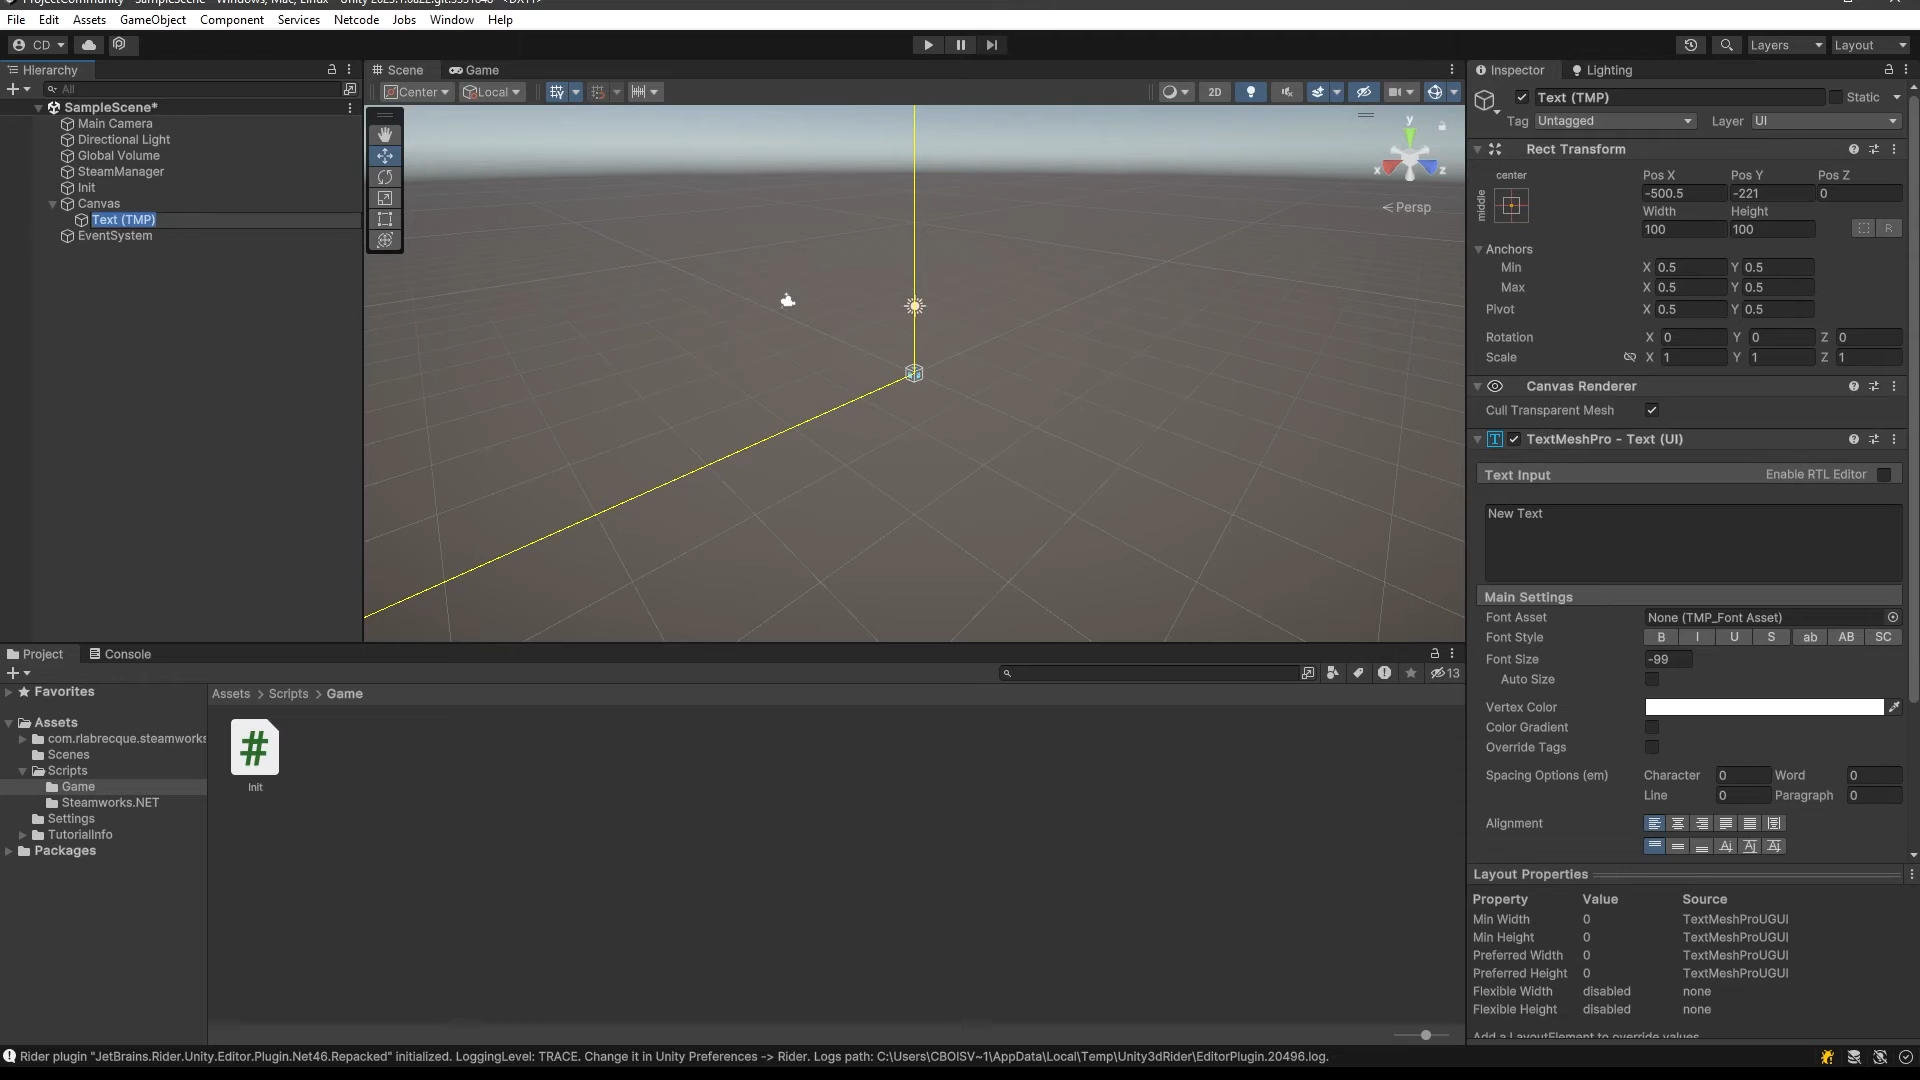 File Edit Assets GameObject Component Services Netcode Jobs Window Help
CD
Layers
Layout
Hierarchy
Scene
Game
Inspector
Lighting
All
Center
Local
2D
SampleScene*
Main Camera
Directional Light
Global Volume
SteamManager
Init
Canvas
Text (TMP)
EventSystem
y
x
z
Persp
Text (TMP)
Static
Tag Untagged
Layer UI
Rect Transform
center
middle
Pos X Pos Y Pos Z
-500.5 -221 0
Width Height
100 100
R
Anchors
Min X 0.5 Y 0.5
Max X 0.5 Y 0.5
Pivot X 0.5 Y 0.5
Rotation X 0 Y 0 Z 0
Scale X 1 Y 1 Z 1
Canvas Renderer
Cull Transparent Mesh
T TextMeshPro - Text (UI)
Text Input Enable RTL Editor
New Text
Main Settings
Font Asset None (TMP_Font Asset)
Font Style B I U S ab AB SC
Font Size -99
Auto Size
Vertex Color
Color Gradient
Override Tags
Spacing Options (em) Character 0 Word 0
Line 0 Paragraph 0
Alignment
Layout Properties
Property Value Source
Min Width 0 TextMeshProUGUI
Min Height 0 TextMeshProUGUI
Preferred Width 0 TextMeshProUGUI
Preferred Height 0 TextMeshProUGUI
Flexible Width disabled none
Flexible Height disabled none
Add a LayoutElement to override values
Project
Console
13
Favorites
Assets
com.rlabrecque.steamworks
Scenes
Scripts
Game
Steamworks.NET
Settings
TutorialInfo
Packages
Assets > Scripts > Game
#
Init
Rider plugin "JetBrains.Rider.Unity.Editor.Plugin.Net46.Repacked" initialized. LoggingLevel: TRACE. Change it in Unity Preferences -> Rider. Logs path: C:\Users\CBOISV~1\AppData\Local\Temp\Unity3dRider\EditorPlugin.20496.log.